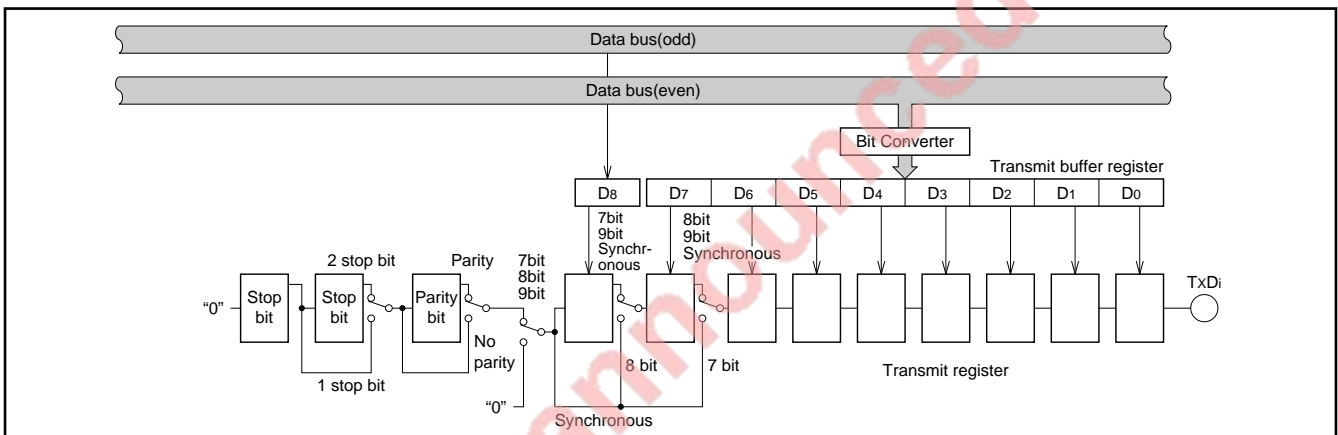 Data bus(odd)
Data bus(even)
Bit Converter
Transmit buffer register
D8
D7
D6
D5
D4
D3
D2
D1
D0
7bit
9bit
Synchr-
onous
8bit
9bit
Synchronous
2 stop bit
Parity
7bit
8bit
9bit
TxDi
“0”
Stop
bit
Stop
bit
Parity
bit
No
parity
1 stop bit
8 bit
7 bit
Transmit register
“0”
Synchronous
announced